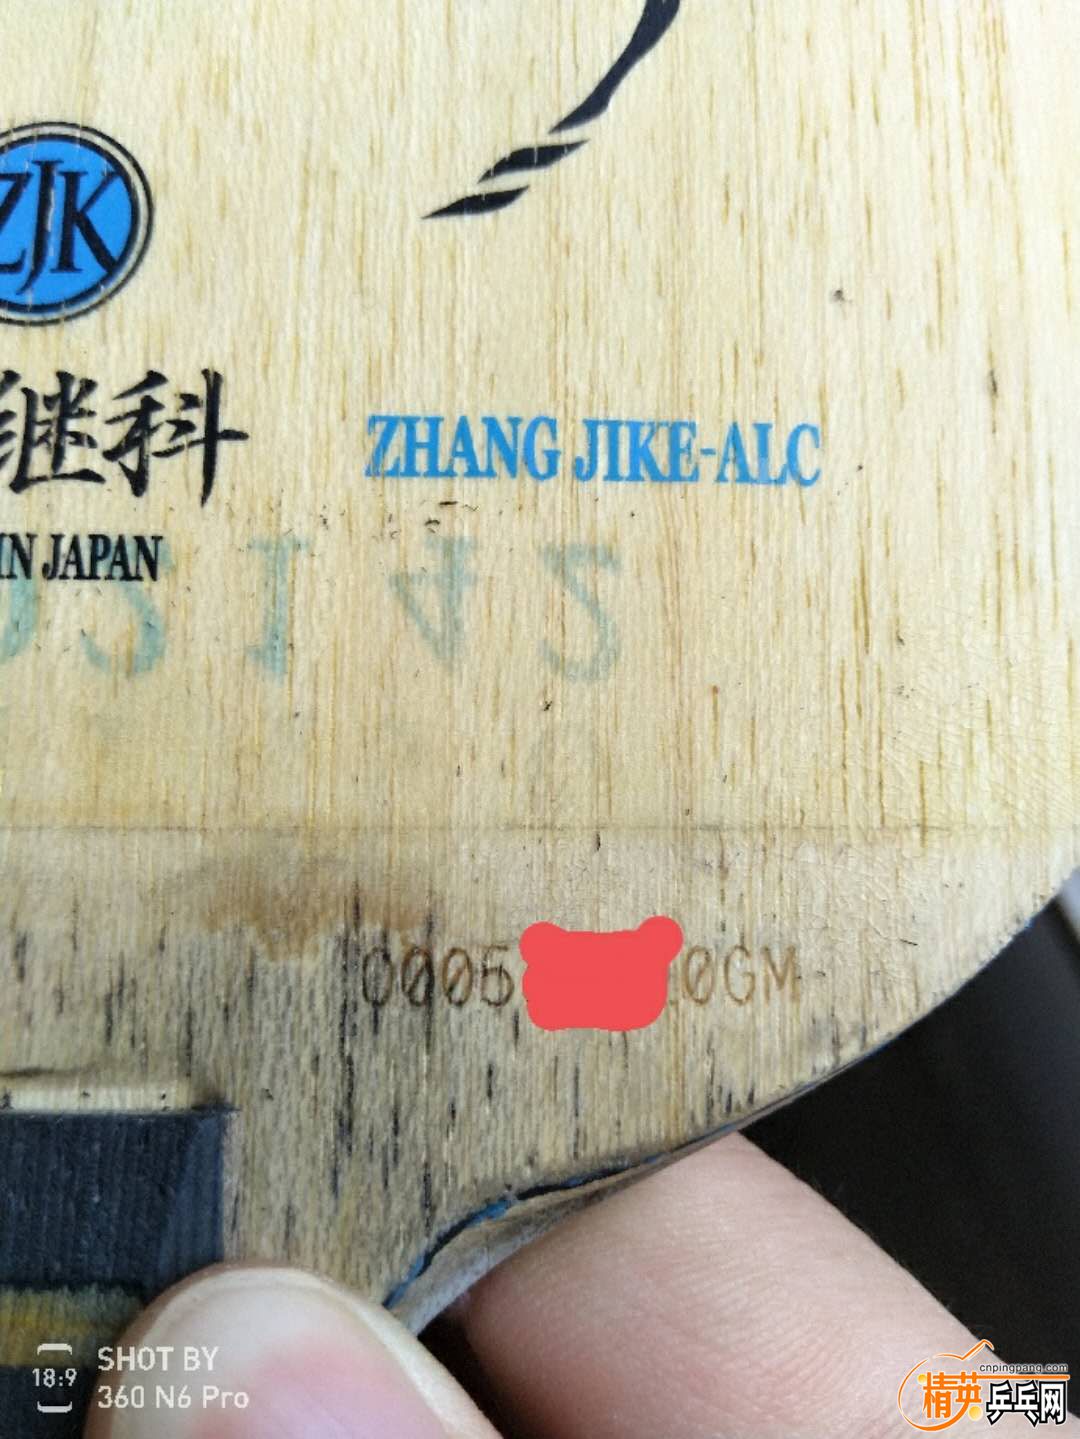 ZJK
继科
ZHANG JIKE-ALC
IN JAPAN
2142
0005
0GM
SHOT BY
18:9
360 N6 Pro
cnpingpang.com
精英乒乓网